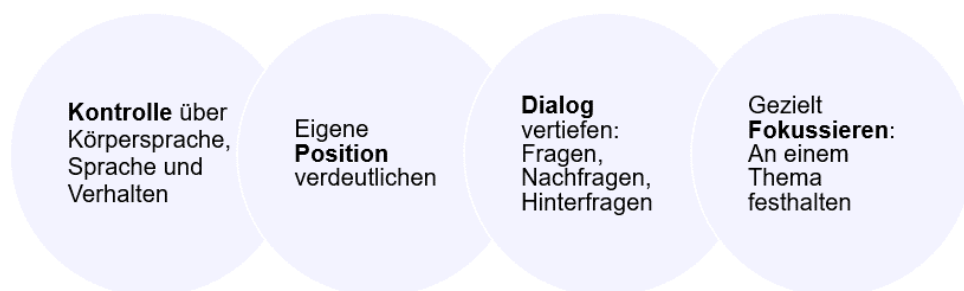 Kontrolle über
Körpersprache,
Sprache und
Verhalten
Eigene
Position
verdeutlichen
Dialog
vertiefen:
Fragen,
Nachfragen,
Hinterfragen
Gezielt
Fokussieren:
An einem
Thema
festhalten